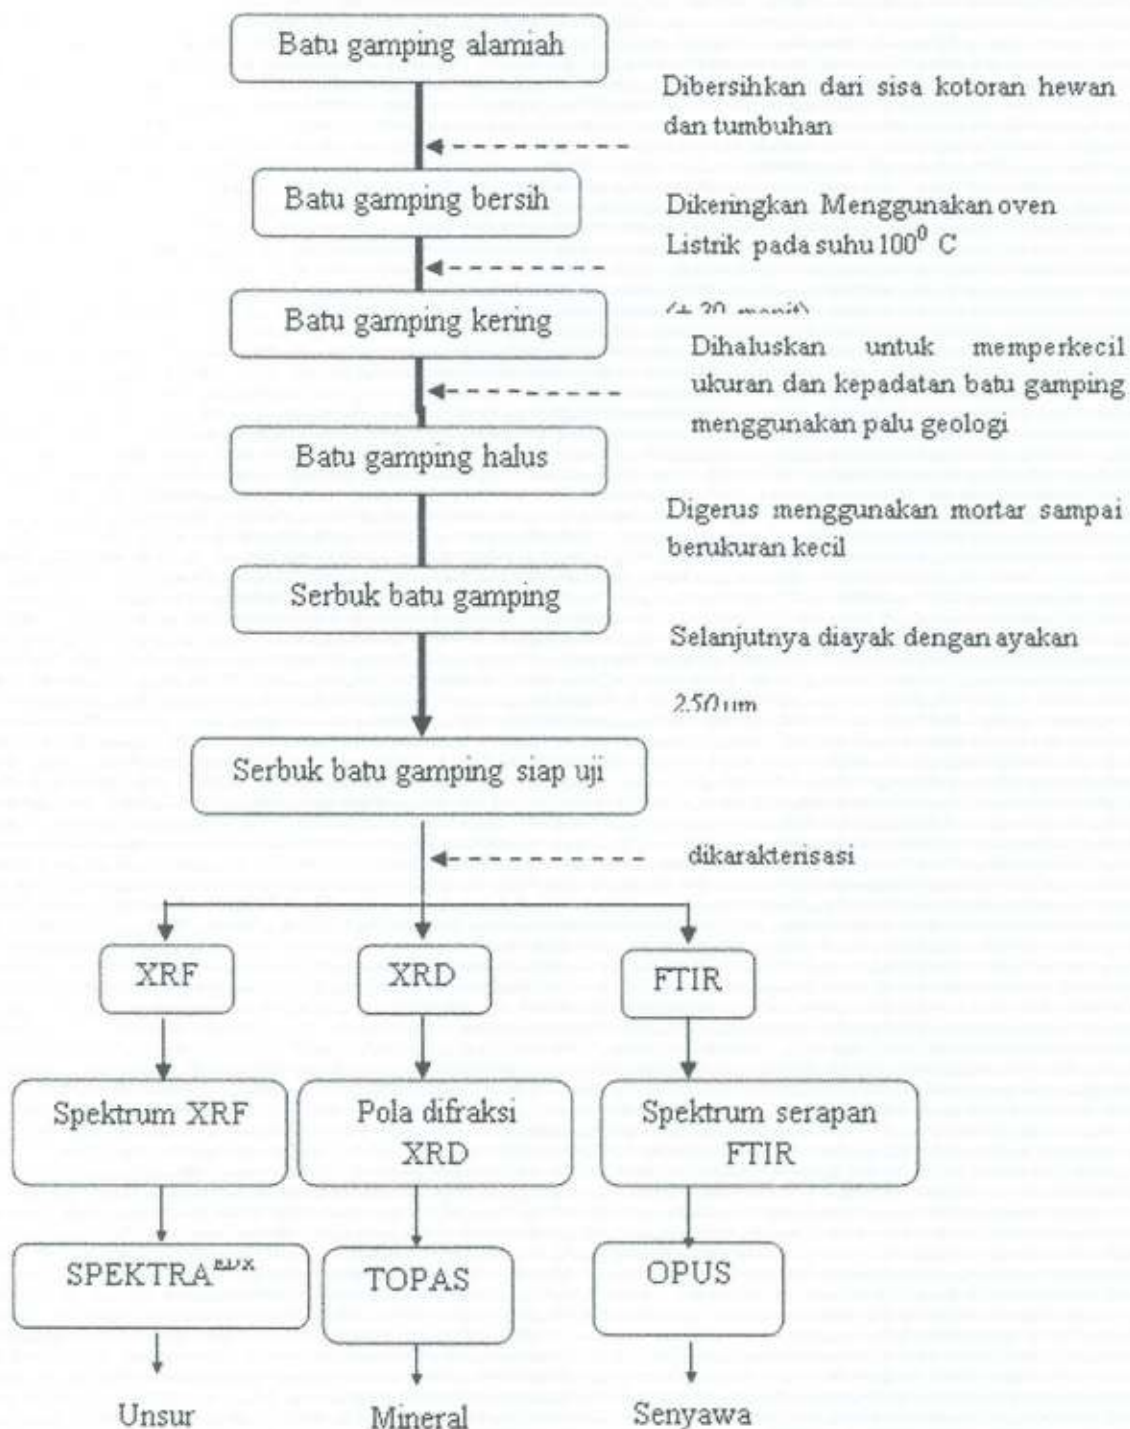 Batu gamping alamiah
Dibersihkan dari sisa kotoran hewan
dan tumbuhan
Batu gamping bersih
Dikeringkan Menggunakan oven
Listrik pada suhu 100⁰ C
Batu gamping kering
Dihaluskan untuk memperkecil
ukuran dan kepadatan batu gamping
menggunakan palu geologi
Batu gamping halus
Digerus menggunakan mortar sampai
berukuran kecil
Serbuk batu gamping
Selanjutnya diayak dengan ayakan
250 um
Serbuk batu gamping siap uji
dikarakterisasi
XRF
XRD
FTIR
Spektrum XRF
Pola difraksi
XRD
Spektrum serapan
FTIR
SPEKTRA EDX
TOPAS
OPUS
Unsur
Mineral
Senyawa